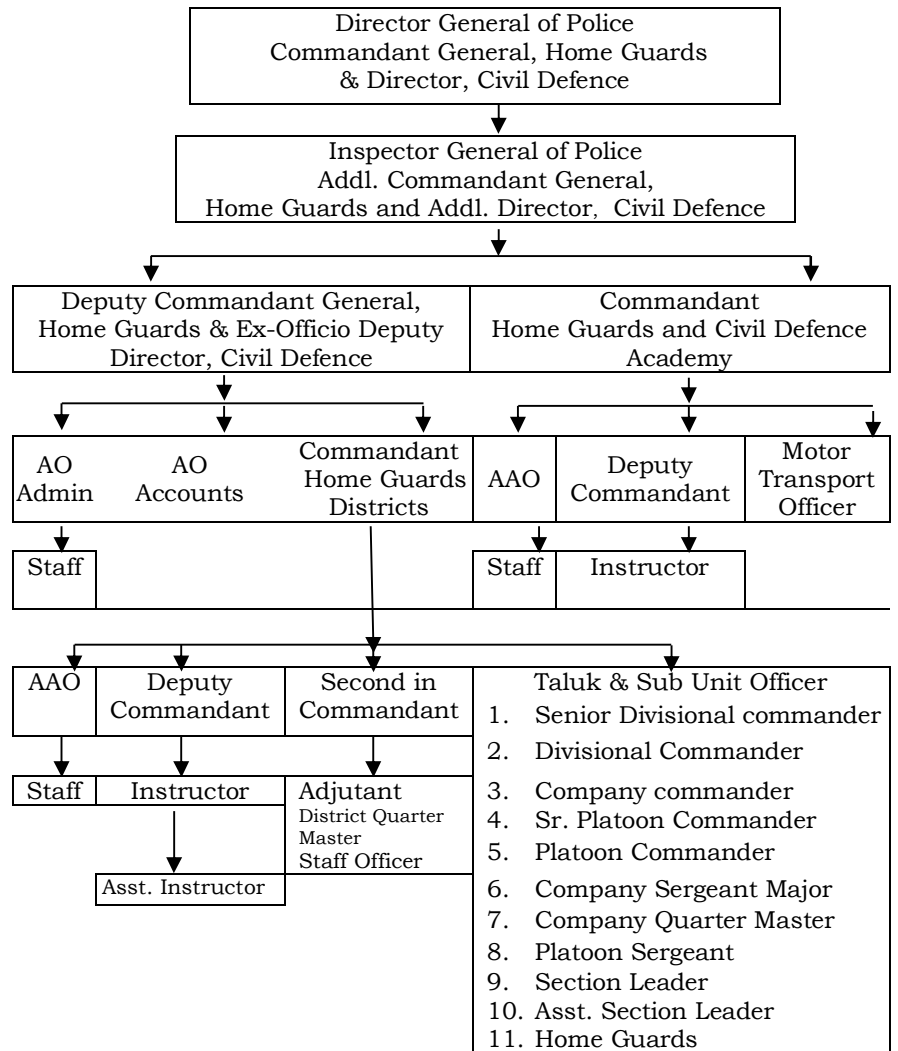 Director General of Police
Commandant General, Home Guards
& Director, Civil Defence
Inspector General of Police
Addl. Commandant General,
Home Guards and Addl. Director, Civil Defence
Deputy Commandant General,
Home Guards & Ex-Officio Deputy
Director, Civil Defence
Commandant
Home Guards and Civil Defence
Academy
AO
Admin
AO
Accounts
Commandant
Home Guards
Districts
AAO
Deputy
Commandant
Motor
Transport
Officer
Staff
Staff
Instructor
AAO
Deputy
Commandant
Second in
Commandant
Staff
Instructor
Adjutant
District Quarter
Master
Staff Officer
Asst. Instructor
Taluk & Sub Unit Officer
1. Senior Divisional commander
2. Divisional Commander
3. Company commander
4. Sr. Platoon Commander
5. Platoon Commander
6. Company Sergeant Major
7. Company Quarter Master
8. Platoon Sergeant
9. Section Leader
10. Asst. Section Leader
11. Home Guards